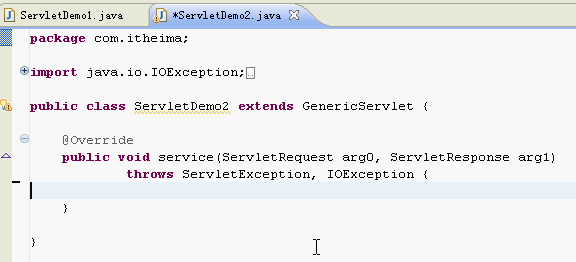 ServletDemo1.java
*ServletDemo2.java
package com.itheima;
import java.io.IOException;
public class ServletDemo2 extends GenericServlet {
@Override
public void service(ServletRequest arg0, ServletResponse arg1)
throws ServletException, IOException {
}
}